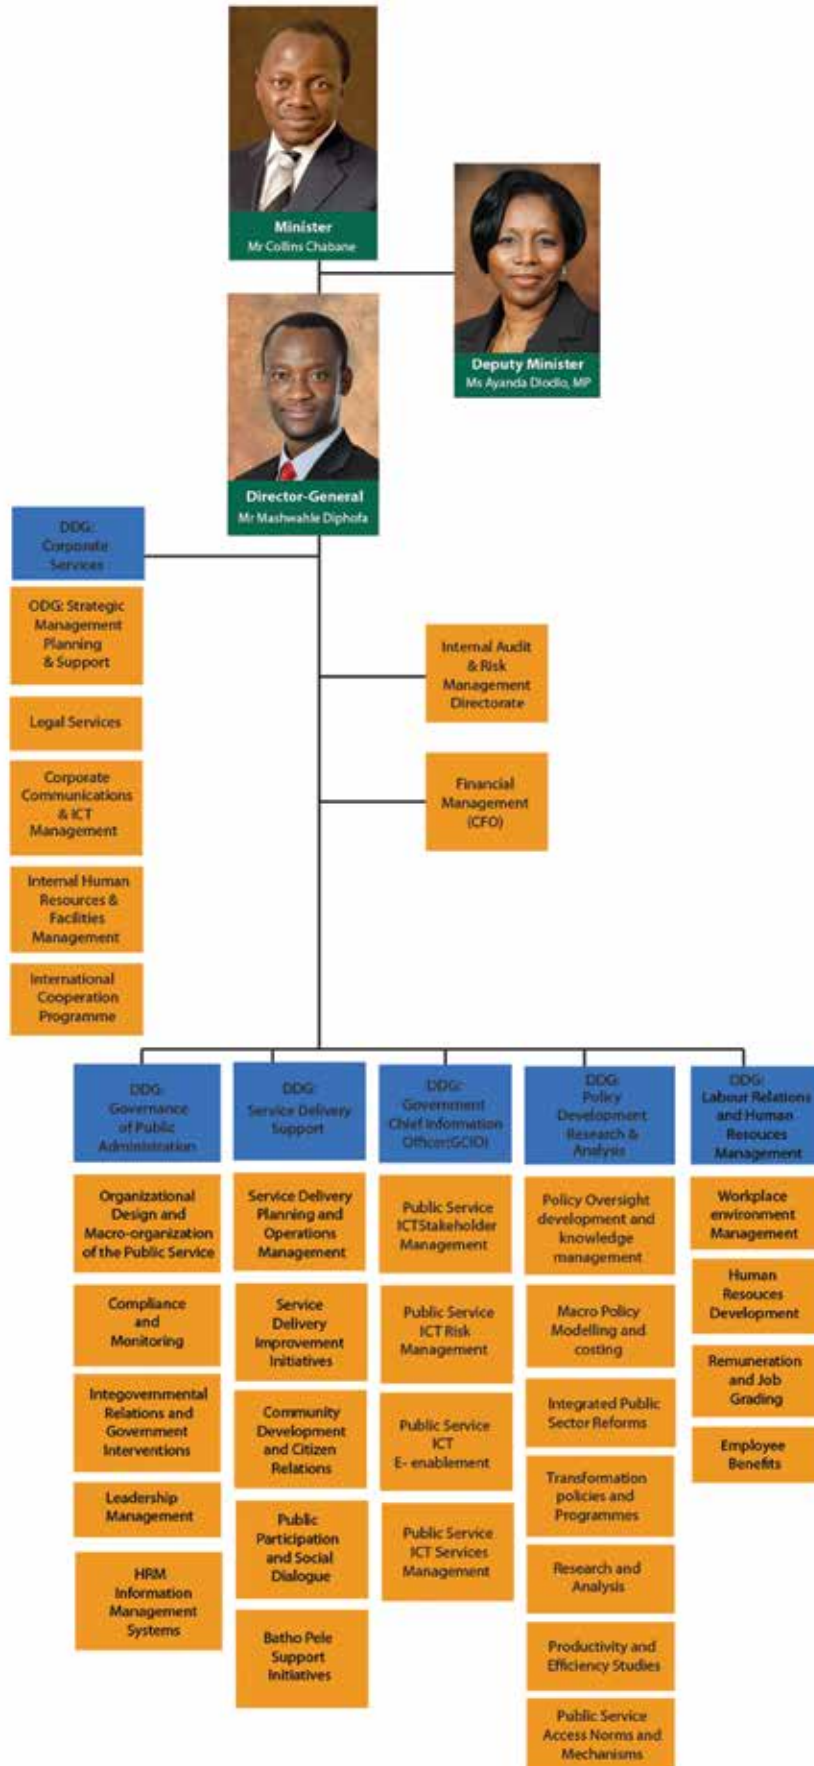 Minister
Mr Collins Chabane
Deputy Minister
Ms Ayanda Dlodlo, MP
Director-General
Mr Mashwahle Diphofa
DDG:
Corporate
Services
ODG: Strategic
Management
Planning
& Support
Legal Services
Corporate
Communications
& ICT
Management
Internal Human
Resources &
Facilities
Management
International
Cooperation
Programme
Internal Audit
& Risk
Management
Directorate
Financial
Management
(CFO)
DDG:
Governance
of Public
Administration
Organizational
Design and
Macro-organization
of the Public Service
Compliance
and
Monitoring
Integovernmental
Relations and
Government
Interventions
Leadership
Management
HRM
Information
Management
Systems
DDG:
Service Delivery
Support
Service Delivery
Planning and
Operations
Management
Service
Delivery
Improvement
Initiatives
Community
Development
and Citizen
Relations
Public
Participation
and Social
Dialogue
Batho Pele
Support
Initiatives
DDG:
Government
Chief Information
Officer(GCIO)
Public Service
ICTStakeholder
Management
Public Service
ICT Risk
Management
Public Service
ICT
E- enablement
Public Service
ICT Services
Management
DDG:
Policy
Development
Research &
Analysis
Policy Oversight
development and
knowledge
management
Macro Policy
Modelling and
costing
Integrated Public
Sector Reforms
Transformation
policies and
Programmes
Research and
Analysis
Productivity and
Efficiency Studies
Public Service
Access Norms and
Mechanisms
DDG:
Labour Relations
and Human
Resouces
Management
Workplace
environment
Management
Human
Resouces
Development
Remuneration
and Job
Grading
Employee
Benefits